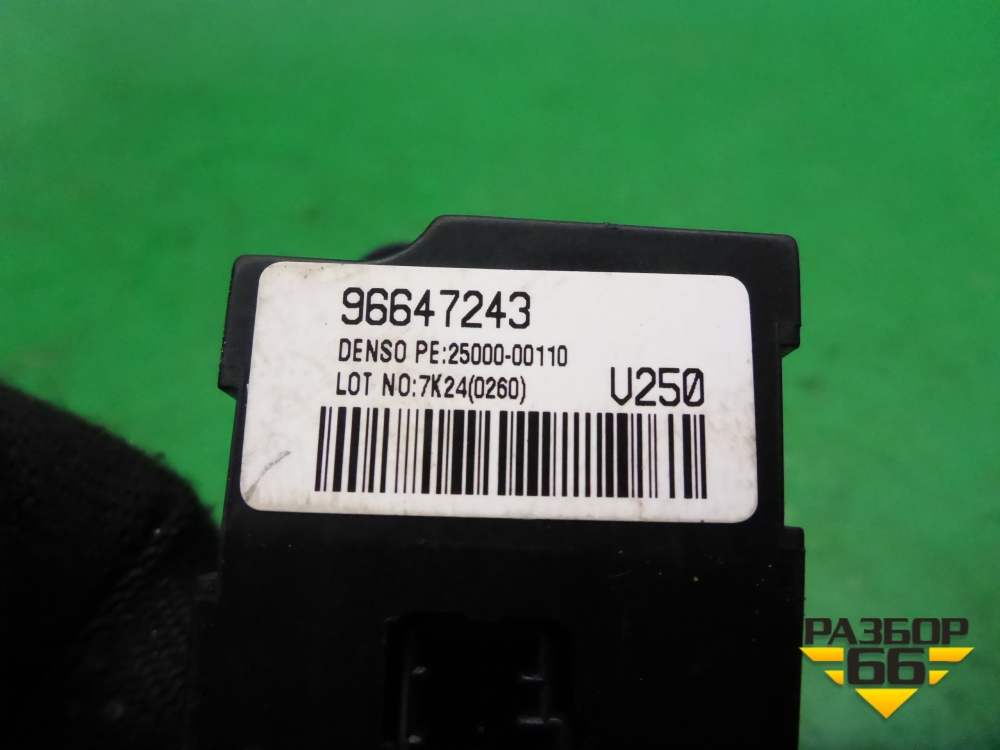 96647243
DENSO PE:25000-00110
LOT NO:7K24(0260)
V250
РАЗБОР
66